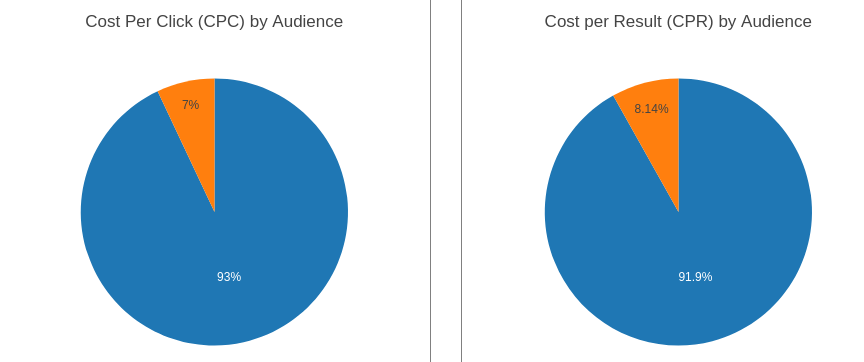 Cost Per Click (CPC) by Audience
7%
93%
Cost per Result (CPR) by Audience
8.14%
91.9%